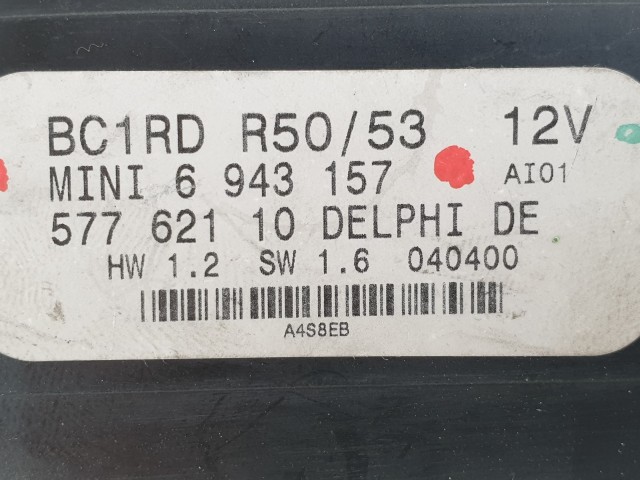 BC1RD R50/53 12V
MINI 6 943 157 AI01
577 621 10 DELPHI DE
HW 1.2 SW 1.6 040400
A4S8EB